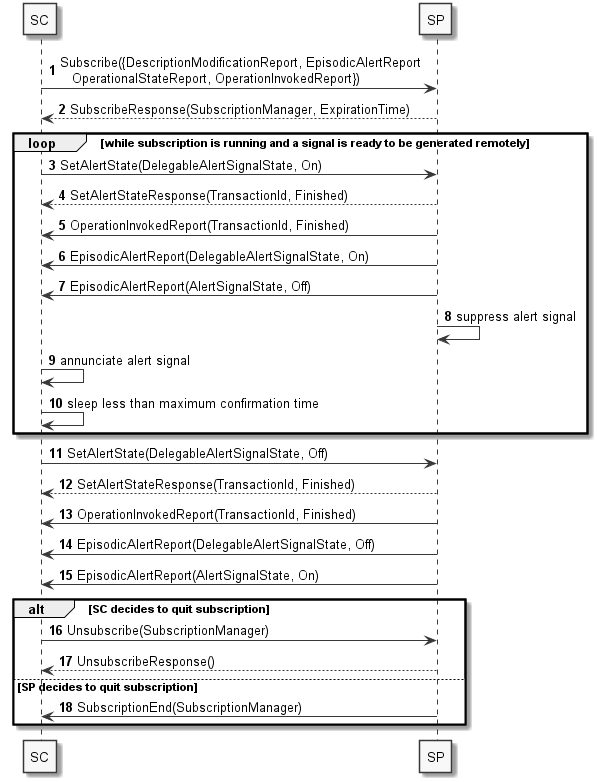 SC
SP
1 Subscribe({DescriptionModificationReport, EpisodicAlertReport
OperationalStateReport, OperationInvokedReport})
2 SubscribeResponse(SubscriptionManager, ExpirationTime)
loop [while subscription is running and a signal is ready to be generated remotely]
3 SetAlertState(DelegableAlertSignalState, On)
4 SetAlertStateResponse(TransactionId, Finished)
5 OperationInvokedReport(TransactionId, Finished)
6 EpisodicAlertReport(DelegableAlertSignalState, On)
7 EpisodicAlertReport(AlertSignalState, Off)
8 suppress alert signal
9 annunciate alert signal
10 sleep less than maximum confirmation time
11 SetAlertState(DelegableAlertSignalState, Off)
12 SetAlertStateResponse(TransactionId, Finished)
13 OperationInvokedReport(TransactionId, Finished)
14 EpisodicAlertReport(DelegableAlertSignalState, Off)
15 EpisodicAlertReport(AlertSignalState, On)
alt [SC decides to quit subscription]
16 Unsubscribe(SubscriptionManager)
17 UnsubscribeResponse()
[SP decides to quit subscription]
18 SubscriptionEnd(SubscriptionManager)
SC
SP